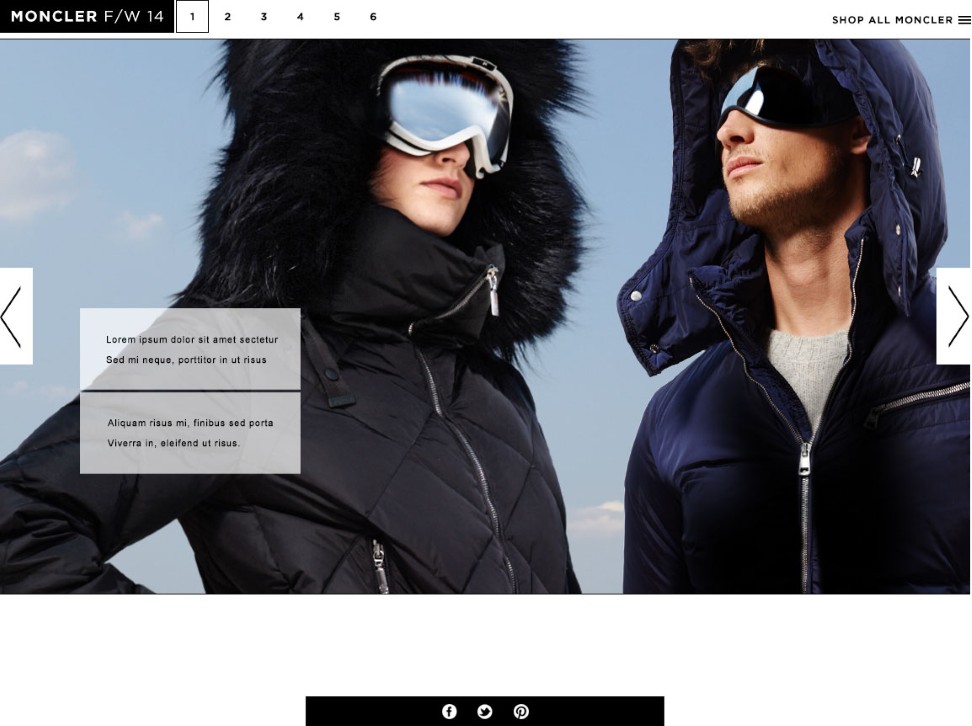 MONCLER F/W 14
1 2 3 4 5 6
SHOP ALL MONCLER
Lorem ipsum dolor sit amet sectetur
Sed mi neque, porttitor in ut risus
Aliquam risus mi, finibus sed porta
Viverra in, eleifend ut risus.